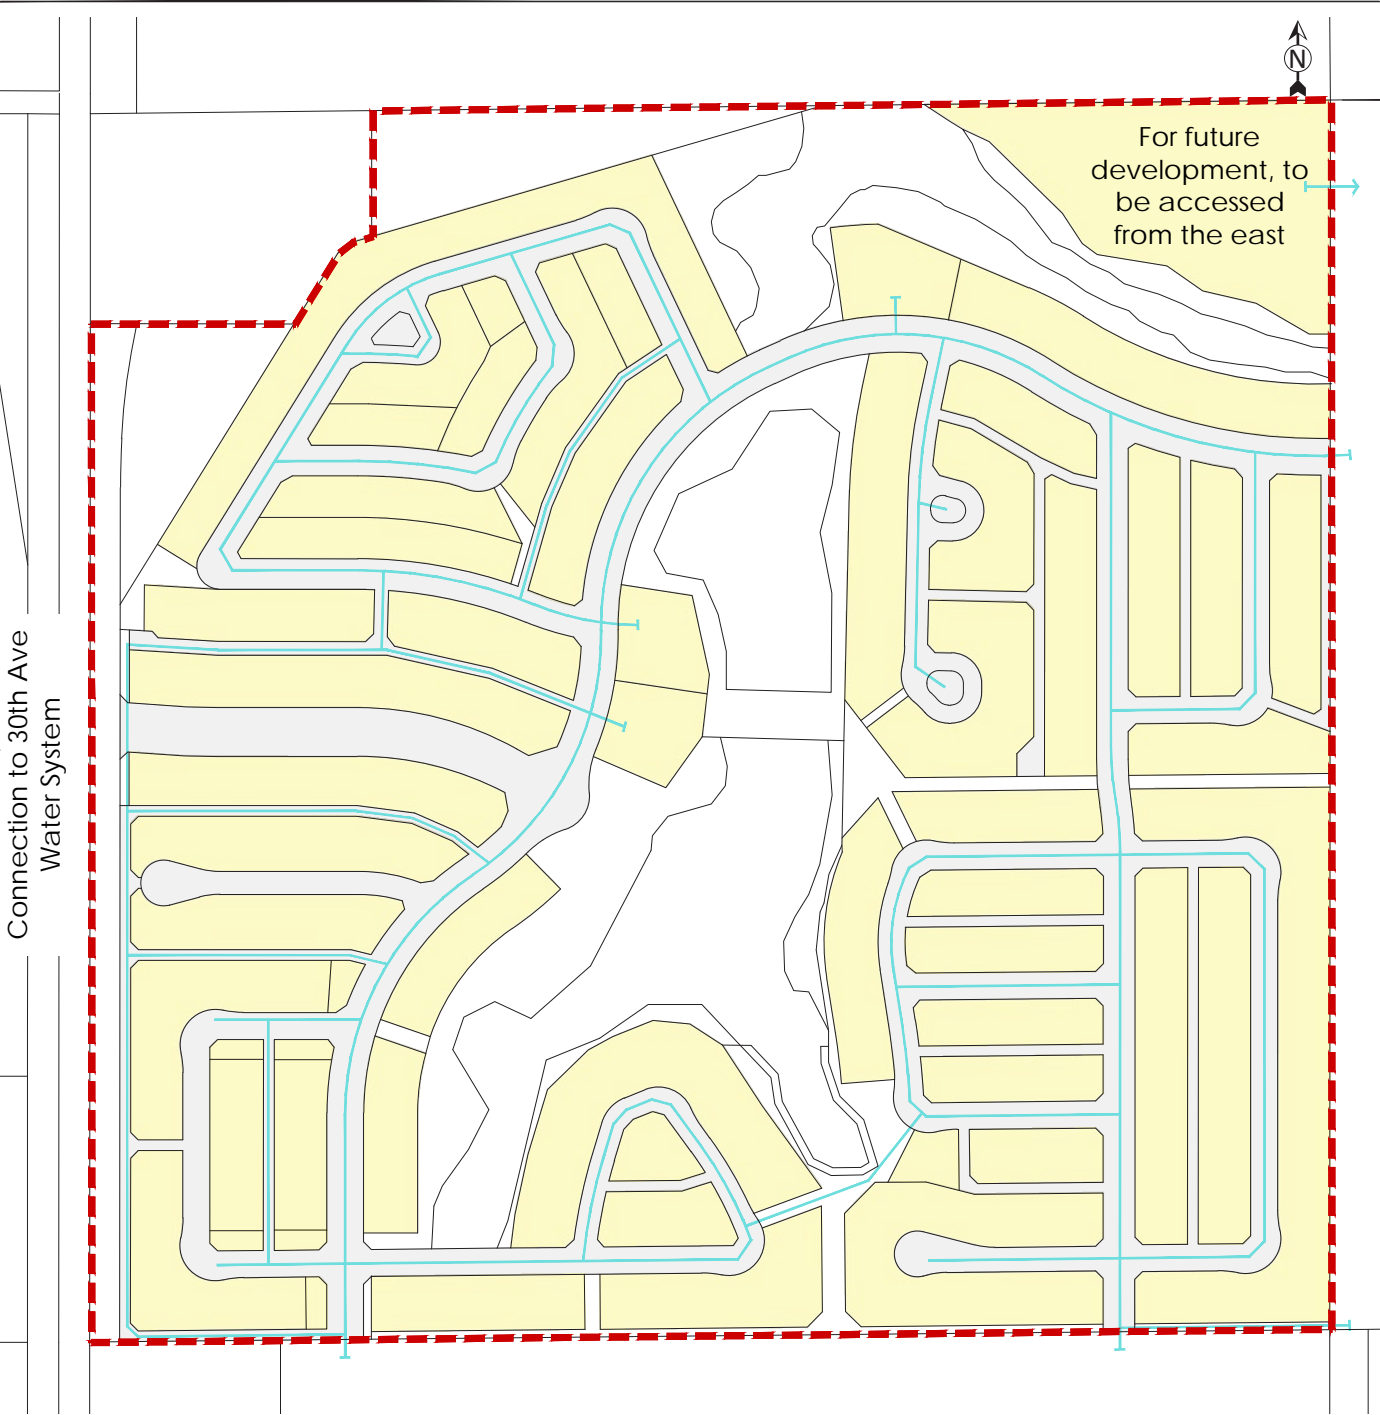 N
For future
development, to
be accessed
from the east
Connection to 30th Ave
Water System